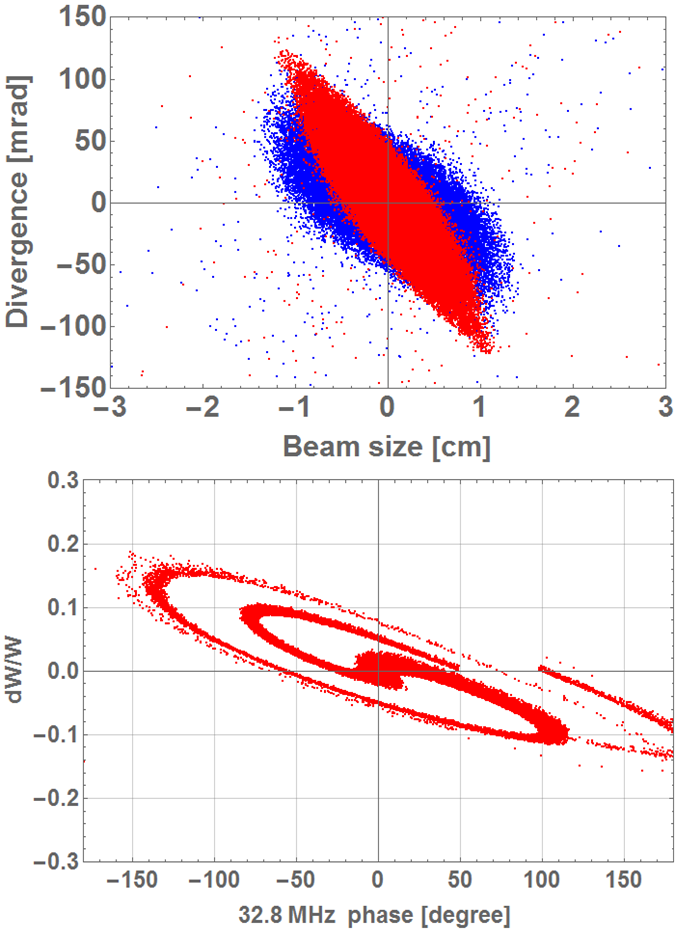 150
100
50
0
−50
−100
−150
Divergence [mrad]
−3 −2 −1 0 1 2 3
Beam size [cm]
0.3
0.2
0.1
0.0
−0.1
−0.2
−0.3
dW/W
−150 −100 −50 0 50 100 150
32.8 MHz phase [degree]